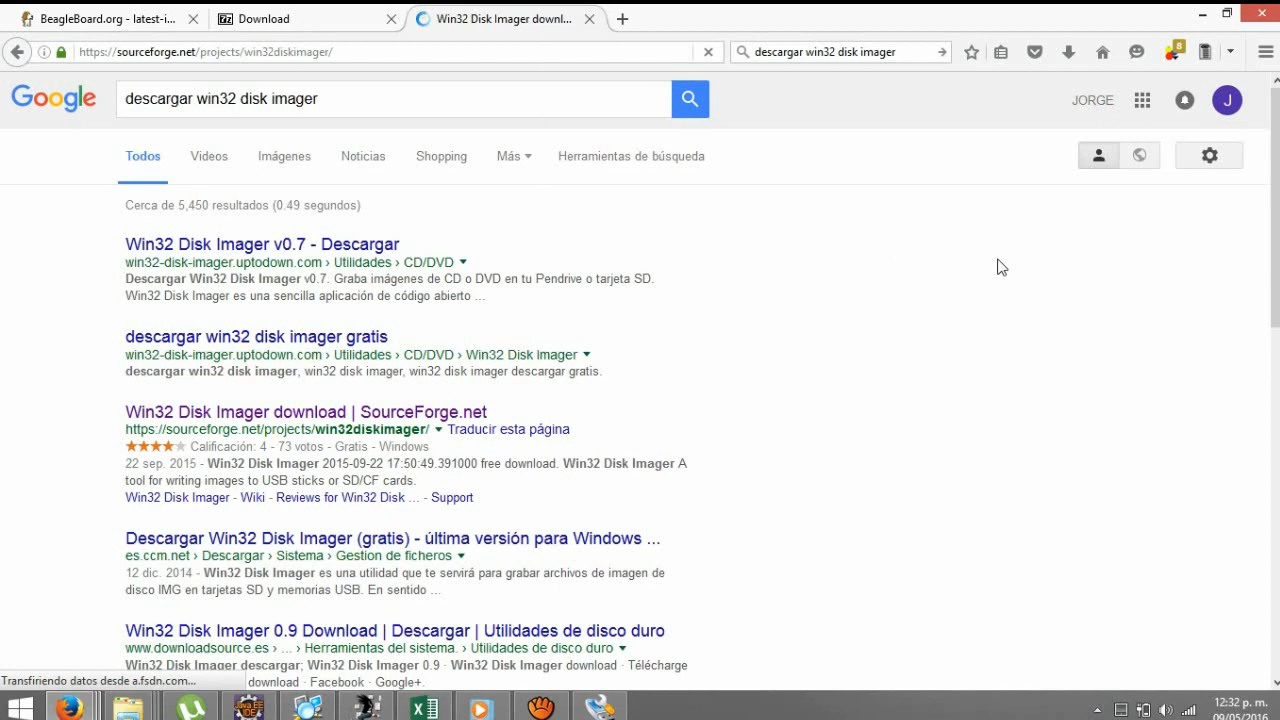 BeagleBoard.org - latest-i...
Download
Win32 Disk Imager downl...
https://sourceforge.net/projects/win32diskimager/
descargar win32 disk imager
8
Google
descargar win32 disk imager
JORGE
J
Todos
Videos
Imágenes
Noticias
Shopping
Más
Herramientas de búsqueda
Cerca de 5,450 resultados (0.49 segundos)
Win32 Disk Imager v0.7 - Descargar
win32-disk-imager.uptodown.com › Utilidades › CD/DVD
Descargar Win32 Disk Imager v0.7. Graba imágenes de CD o DVD en tu Pendrive o tarjeta SD.
Win32 Disk Imager es una sencilla aplicación de código abierto ...
descargar win32 disk imager gratis
win32-disk-imager.uptodown.com › Utilidades › CD/DVD › Win32 Disk Imager
descargar win32 disk imager, win32 disk imager, win32 disk imager descargar gratis.
Win32 Disk Imager download | SourceForge.net
https://sourceforge.net/projects/win32diskimager/ Traducir esta página
Calificación: 4 - 73 votos - Gratis - Windows
22 sep. 2015 - Win32 Disk Imager 2015-09-22 17:50:49.391000 free download. Win32 Disk Imager A
tool for writing images to USB sticks or SD/CF cards.
Win32 Disk Imager - Wiki - Reviews for Win32 Disk ... - Support
Descargar Win32 Disk Imager (gratis) - última versión para Windows ...
es.ccm.net › Descargar › Sistema › Gestion de ficheros
12 dic. 2014 - Win32 Disk Imager es una utilidad que te servirá para grabar archivos de imagen de
disco IMG en tarjetas SD y memorias USB. En sentido ...
Win32 Disk Imager 0.9 Download | Descargar | Utilidades de disco duro
www.downloadsource.es › ... › Herramientas del sistema. › Utilidades de disco duro
Win32 Disk Imager descargar; Win32 Disk Imager 0.9 · Win32 Disk Imager download · Télécharge
download · Facebook · Google+.
Transfiriendo datos desde a.fsdn.com...
12:32 p. m.
09/05/2016